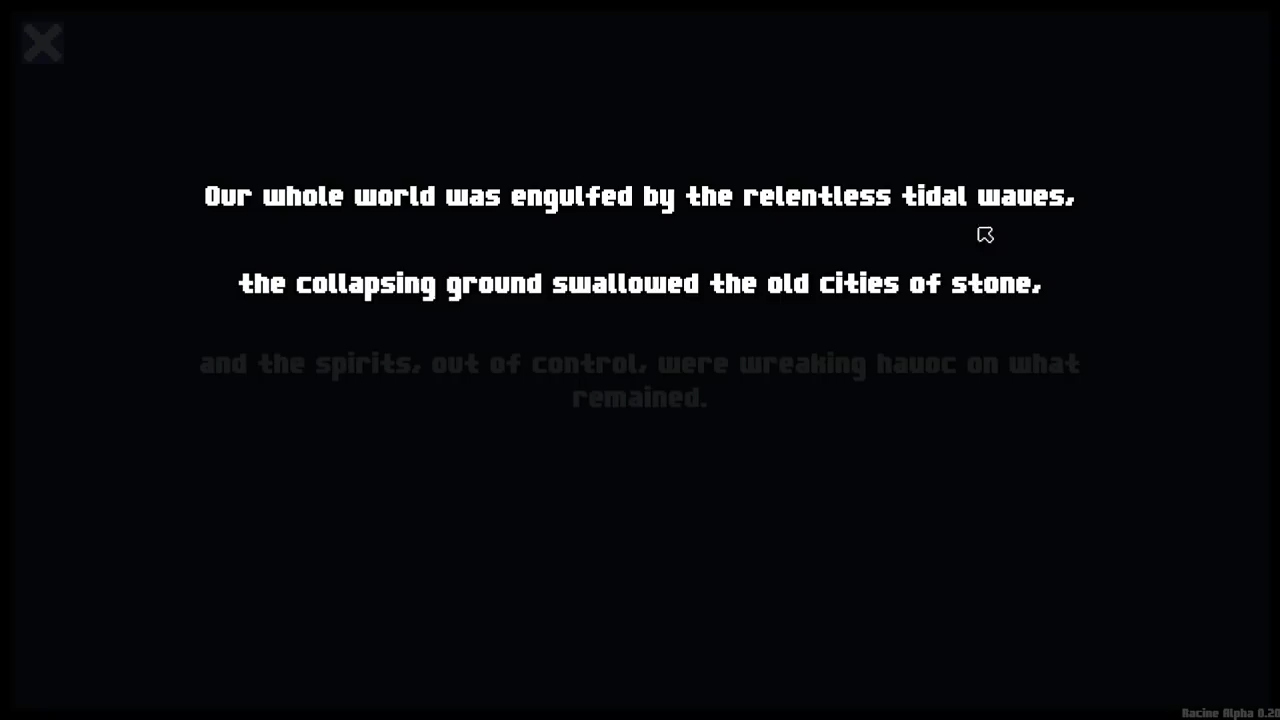 Our whole world was engulfed by the relentless tidal waves,
the collapsing ground swallowed the old cities of stone,
and the spirits, out of control, were wreaking havoc on what
remained.
Racine Alpha 0.20